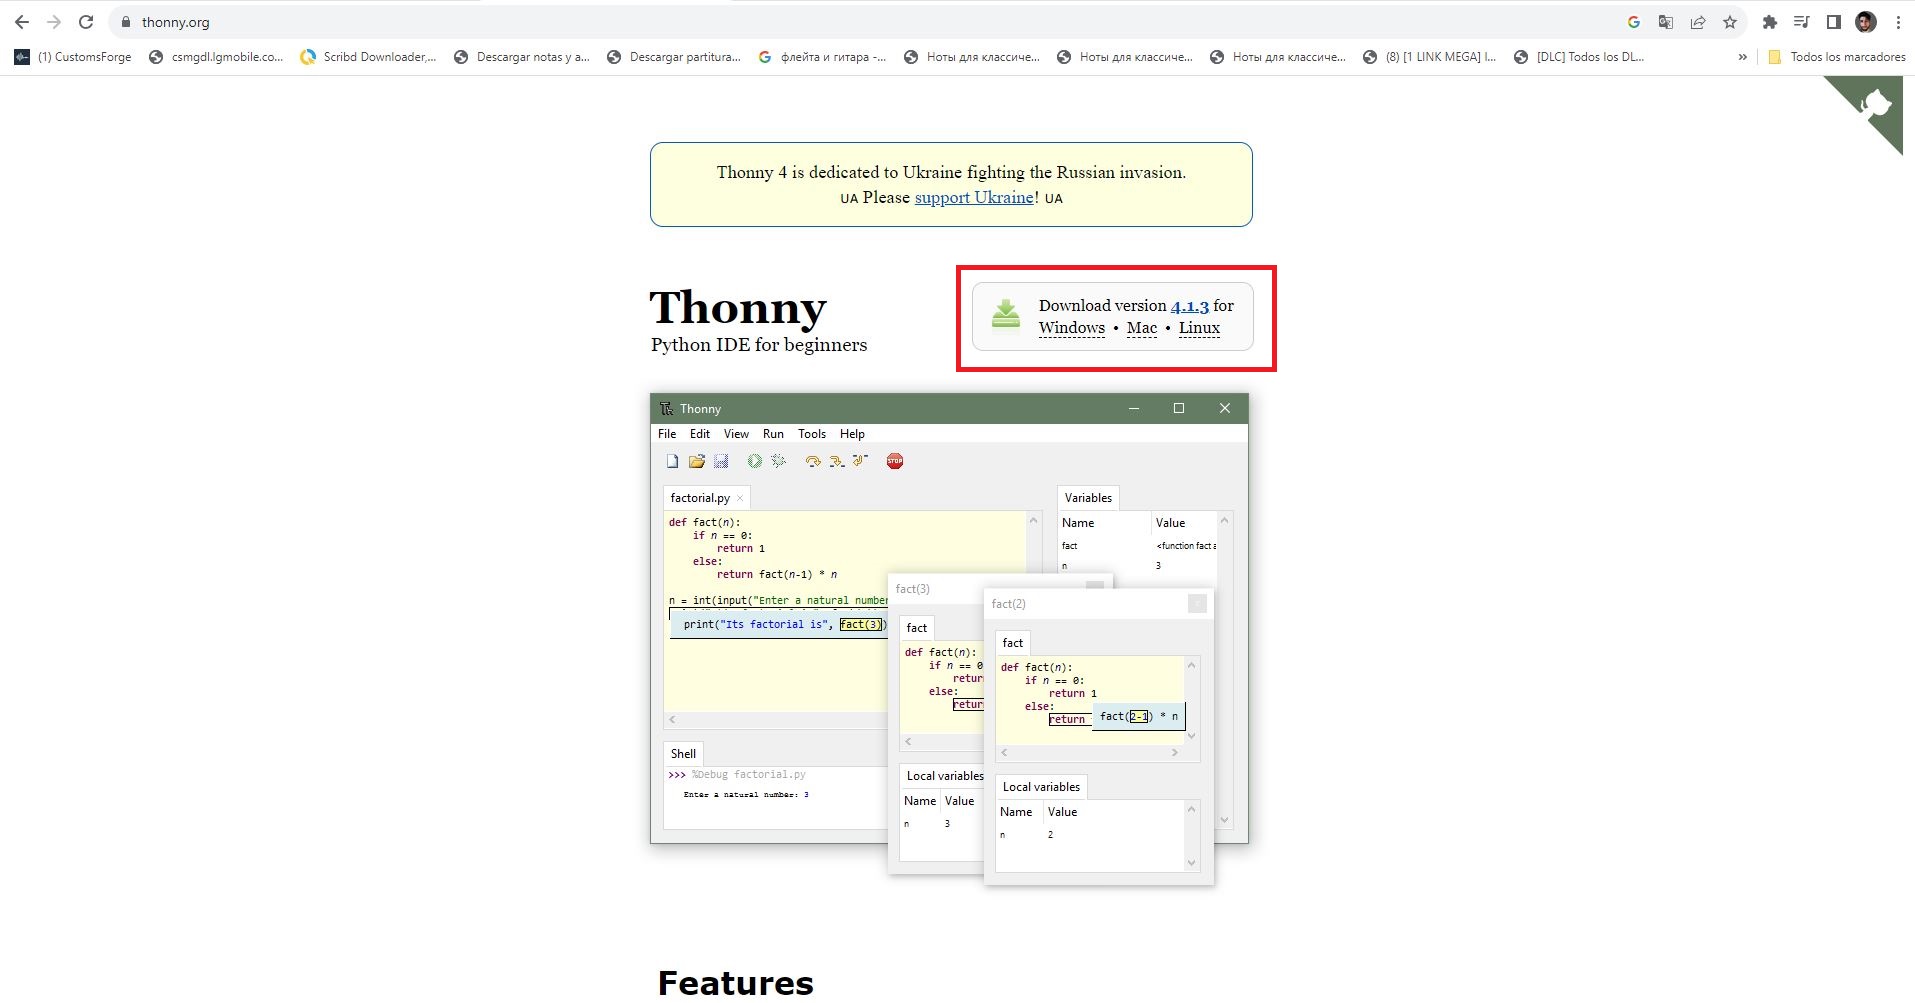 thonny.org
(1) CustomsForge
csmgdl.lgmobile.co...
Scribd Downloader,...
Descargar notas y a...
Descargar partitura...
флейта и гитара -...
Ноты для классиче...
Ноты для классиче...
Ноты для классиче...
(8) [1 LINK MEGA] l...
[DLC] Todos los DL...
»
Todos los marcadores
Thonny 4 is dedicated to Ukraine fighting the Russian invasion.
UA Please support Ukraine! UA
Thonny
Python IDE for beginners
Download version 4.1.3 for
Windows • Mac • Linux
Thonny
File Edit View Run Tools Help
STOP
factorial.py
def fact(n):
if n == 0:
return 1
else:
return fact(n-1) * n
n = int(input("Enter a natural number
print("Its factorial is", fact(3))
Shell
>>> %Debug factorial.py
Enter a natural number: 3
Variables
Name Value
fact <function fact a
n 3
fact(3)
fact
def fact(n):
if n == 0
retur
else:
retur
Local variables
Name Value
n 3
fact(2)
fact
def fact(n):
if n == 0:
return 1
else:
return fact(2-1) * n
Local variables
Name Value
n 2
Features